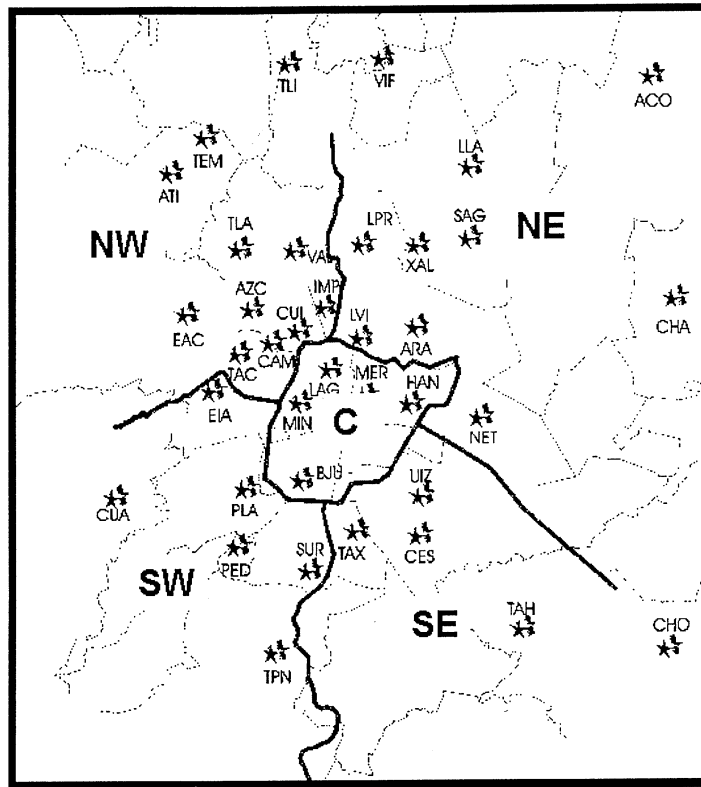 TLI
VIF
ACO
TEM
LLA
ATI
NW
TLA
VAL
LPR
XAL
SAG
NE
AZC
IMP
CUI
LVI
ARA
CHA
EAC
CAM
TAC
LAG
MER
HAN
EIA
MIN
C
NET
BJU
UIZ
CUA
PLA
SUR
TAX
CES
PED
SW
SE
TAH
CHO
TPN